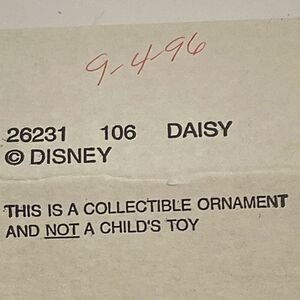 9-4-96
26231 106 DAISY
© DISNEY
THIS IS A COLLECTIBLE ORNAMENT
AND NOT A CHILD'S TOY